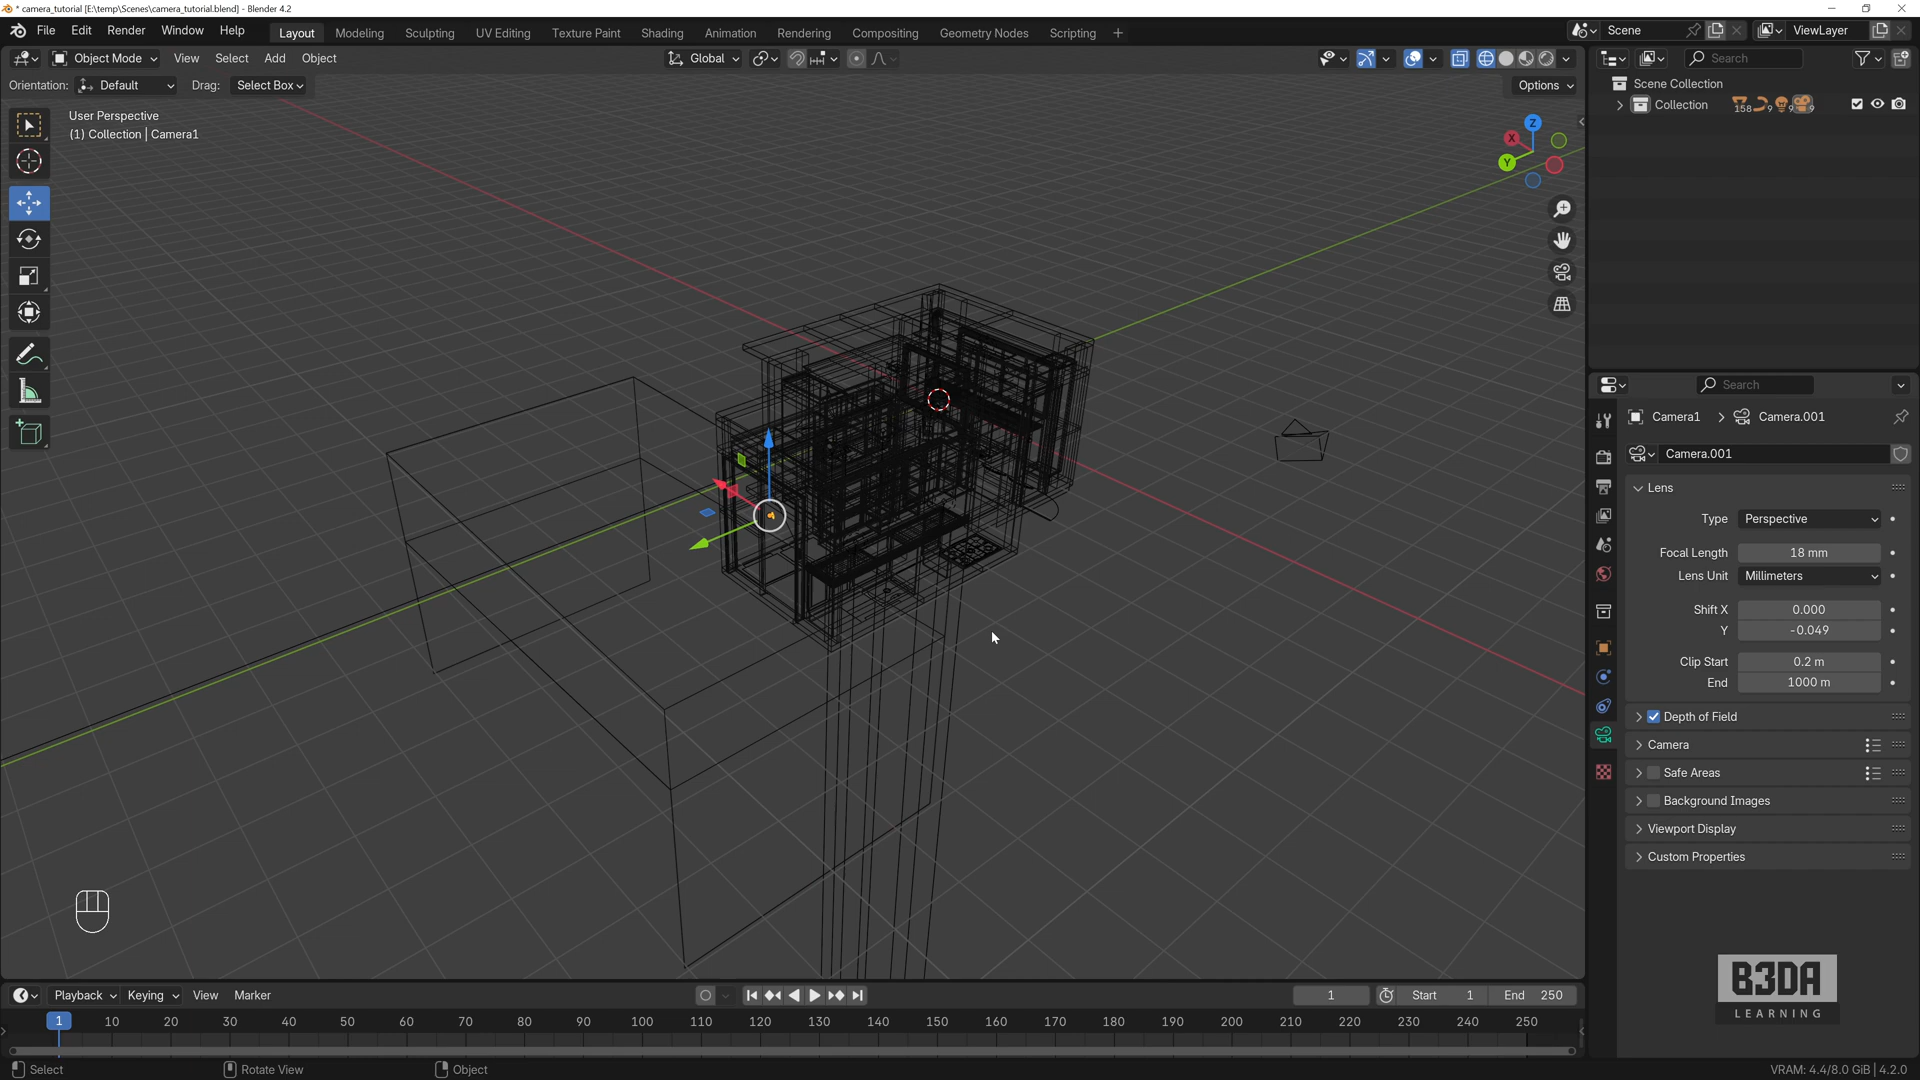 * camera_tutorial [E:\temp\Scenes\camera_tutorial.blend] - Blender 4.2
File Edit Render Window Help Layout Modeling Sculpting UV Editing Texture Paint Shading Animation Rendering Compositing Geometry Nodes Scripting + Scene ViewLayer
Object Mode View Select Add Object Global Search
Orientation: Default Drag: Select Box Options
Scene Collection
Collection 158 9 9 9
User Perspective
(1) Collection | Camera1
Z
X
Y
Search
Camera1 > Camera.001
Camera.001
Lens
Type Perspective
Focal Length 18 mm
Lens Unit Millimeters
Shift X 0.000
Y -0.049
Clip Start 0.2 m
End 1000 m
Depth of Field
Camera
Safe Areas
Background Images
Viewport Display
Custom Properties
B3DA
LEARNING
Playback Keying View Marker 1 Start 1 End 250
1 10 20 30 40 50 60 70 80 90 100 110 120 130 140 150 160 170 180 190 200 210 220 230 240 250
Select Rotate View Object VRAM: 4.4/8.0 GiB | 4.2.0